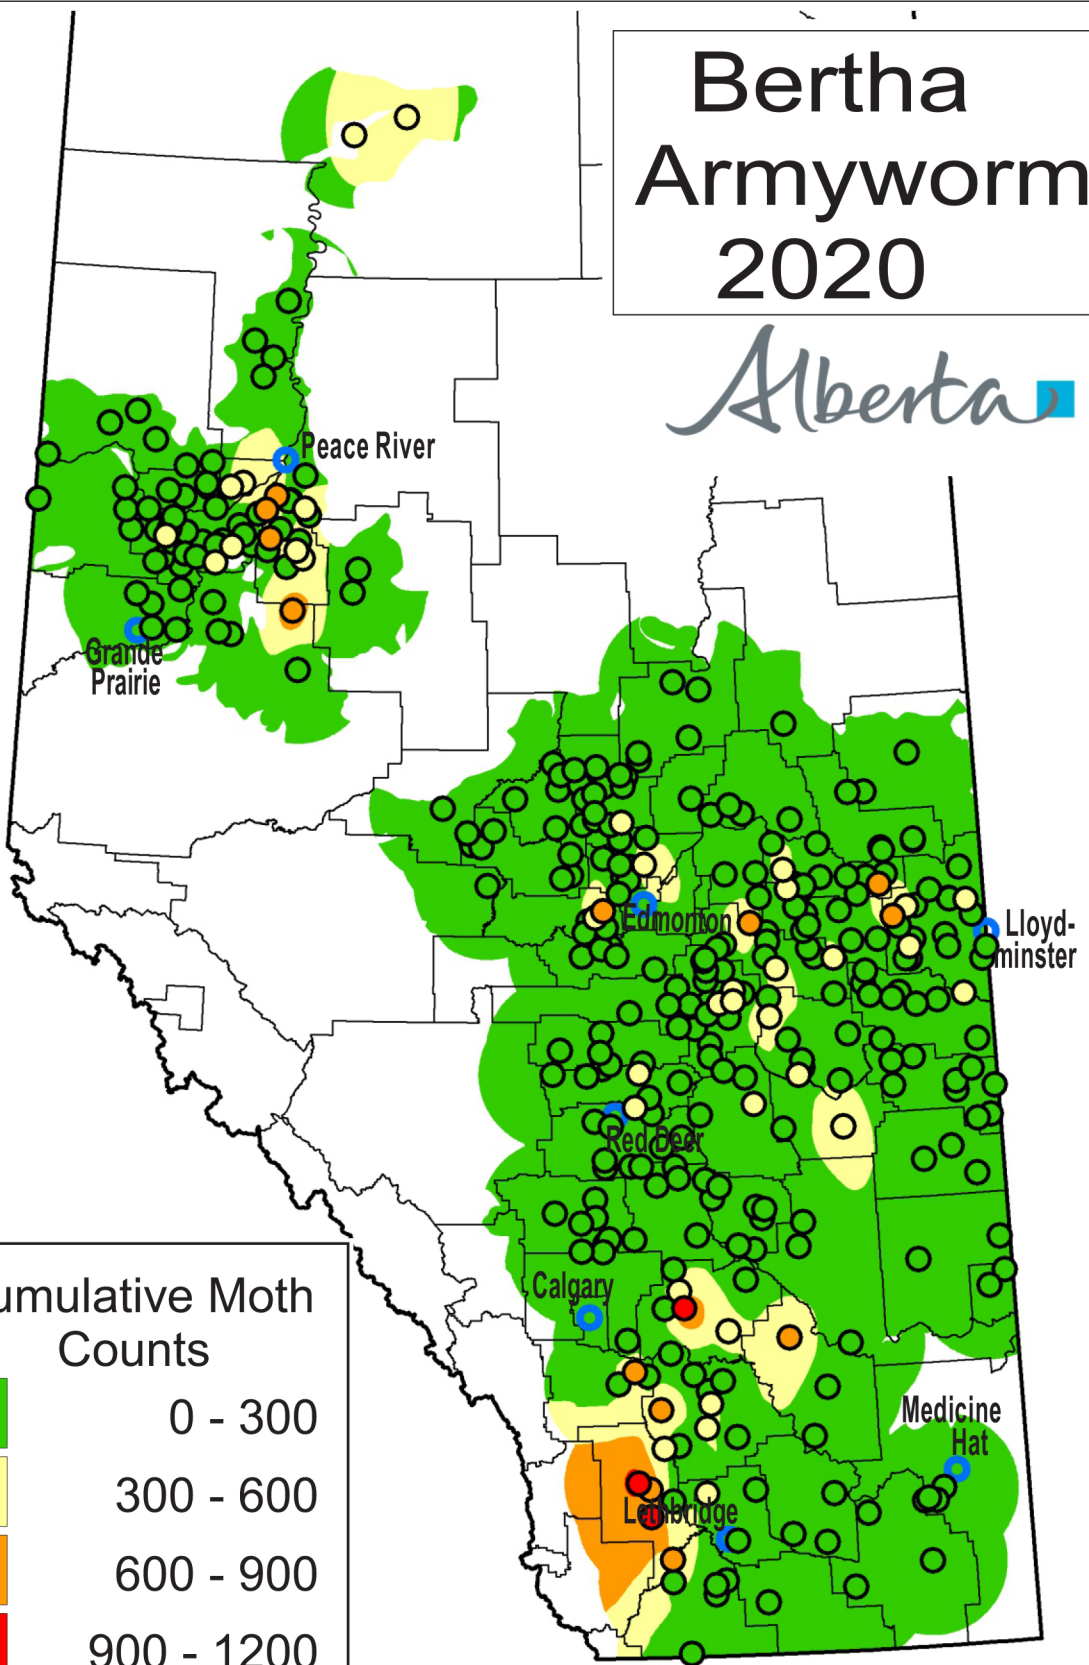 Bertha
Armyworm
2020
Alberta
Peace River
Grande
Prairie
Edmonton
Lloyd-
minster
Red Deer
Calgary
Medicine
Hat
Lethbridge
umulative Moth
Counts
0 - 300
300 - 600
600 - 900
900 - 1200